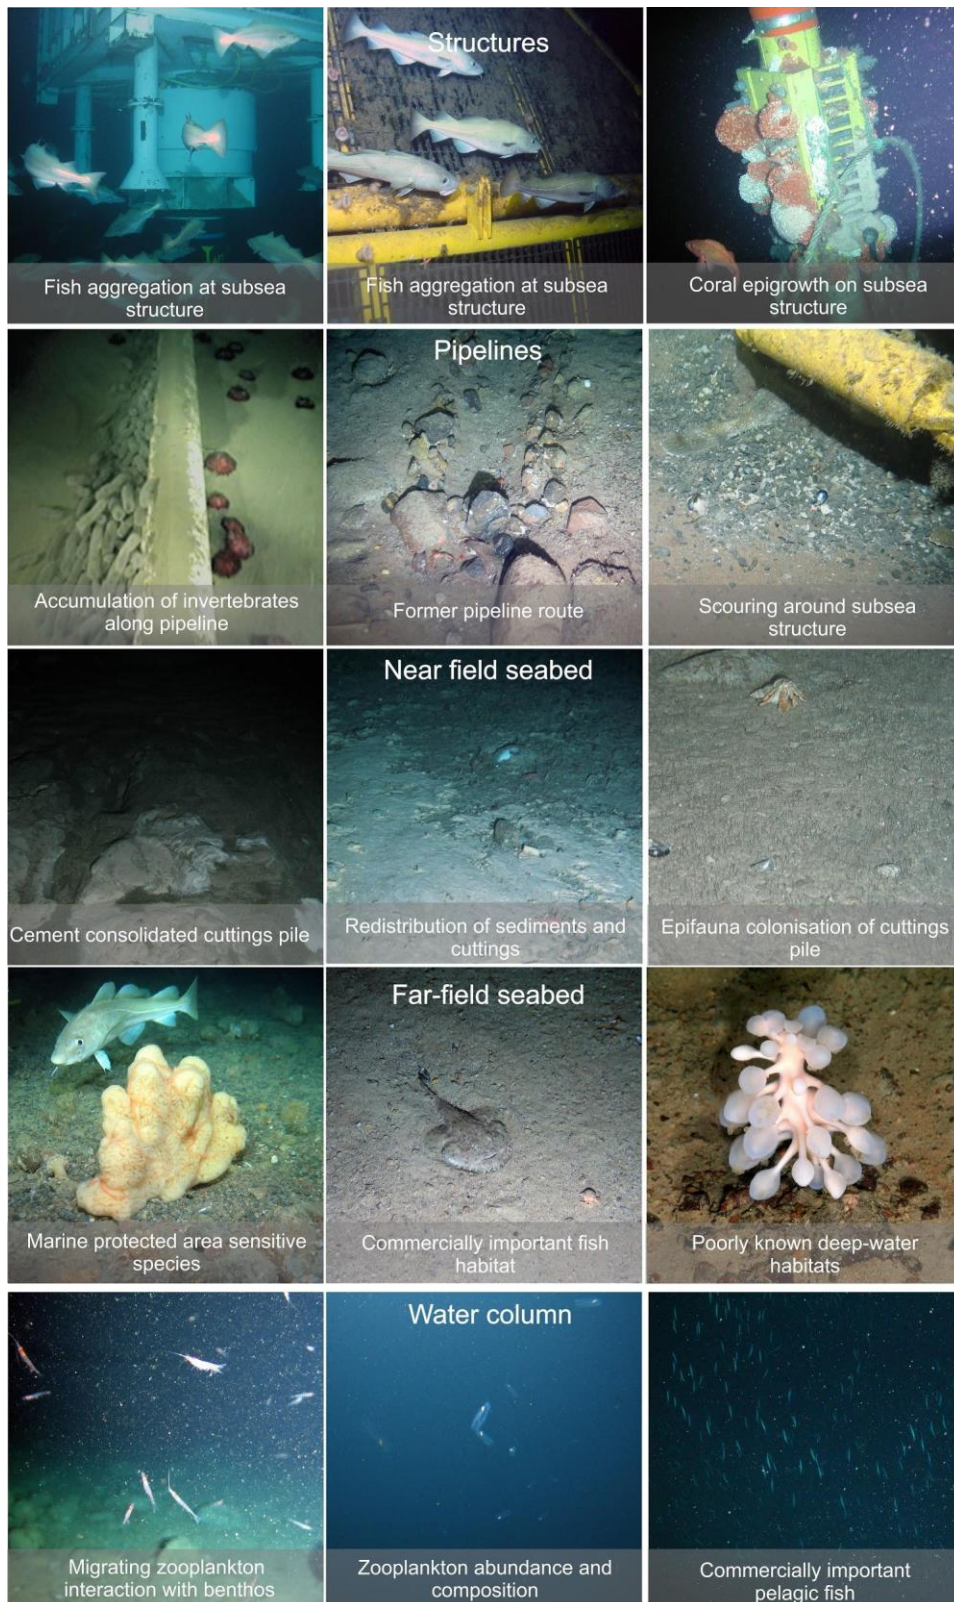 Structures
Fish aggregation at subsea
structure
Fish aggregation at subsea
structure
Coral epigrowth on subsea
structure
Pipelines
Accumulation of invertebrates
along pipeline
Former pipeline route
Scouring around subsea
structure
Near field seabed
Cement consolidated cuttings pile
Redistribution of sediments and
cuttings
Epifauna colonisation of cuttings
pile
Far-field seabed
Marine protected area sensitive
species
Commercially important fish
habitat
Poorly known deep-water
habitats
Water column
Migrating zooplankton
interaction with benthos
Zooplankton abundance and
composition
Commercially important
pelagic fish